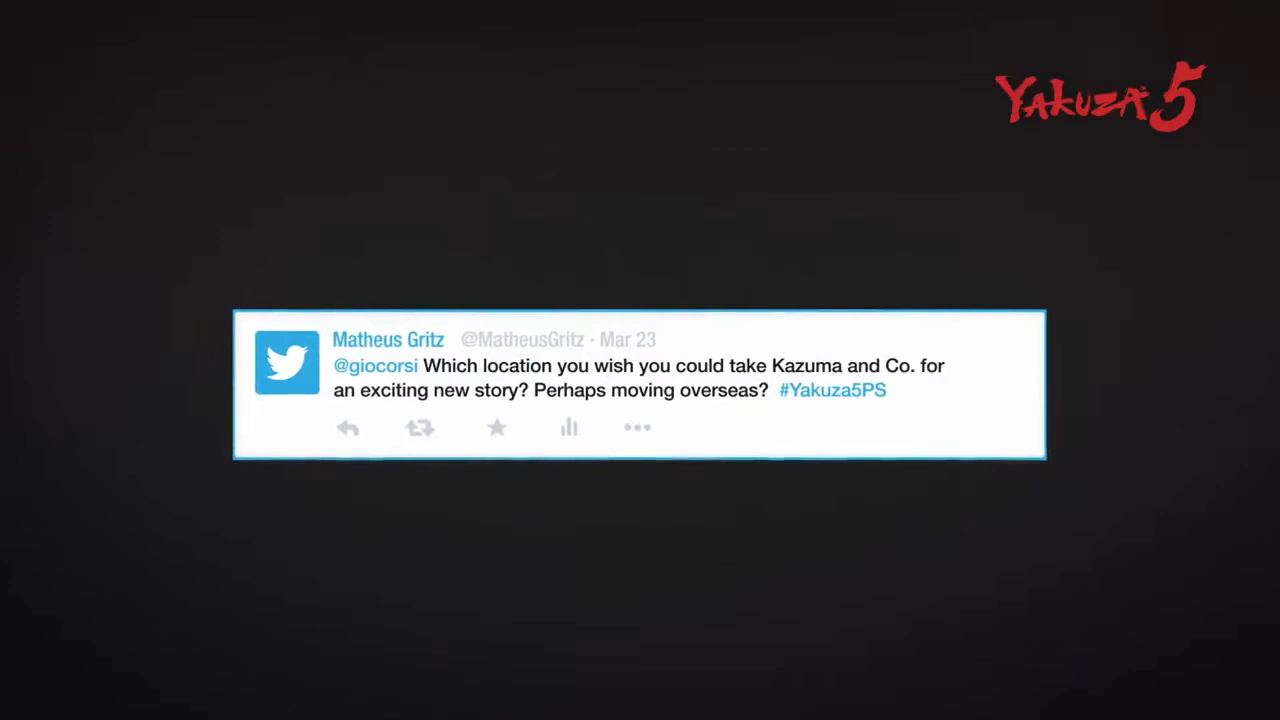 YAKUZA 5
Matheus Gritz @MatheusGritz · Mar 23
@giocorsi Which location you wish you could take Kazuma and Co. for
an exciting new story? Perhaps moving overseas? #Yakuza5PS